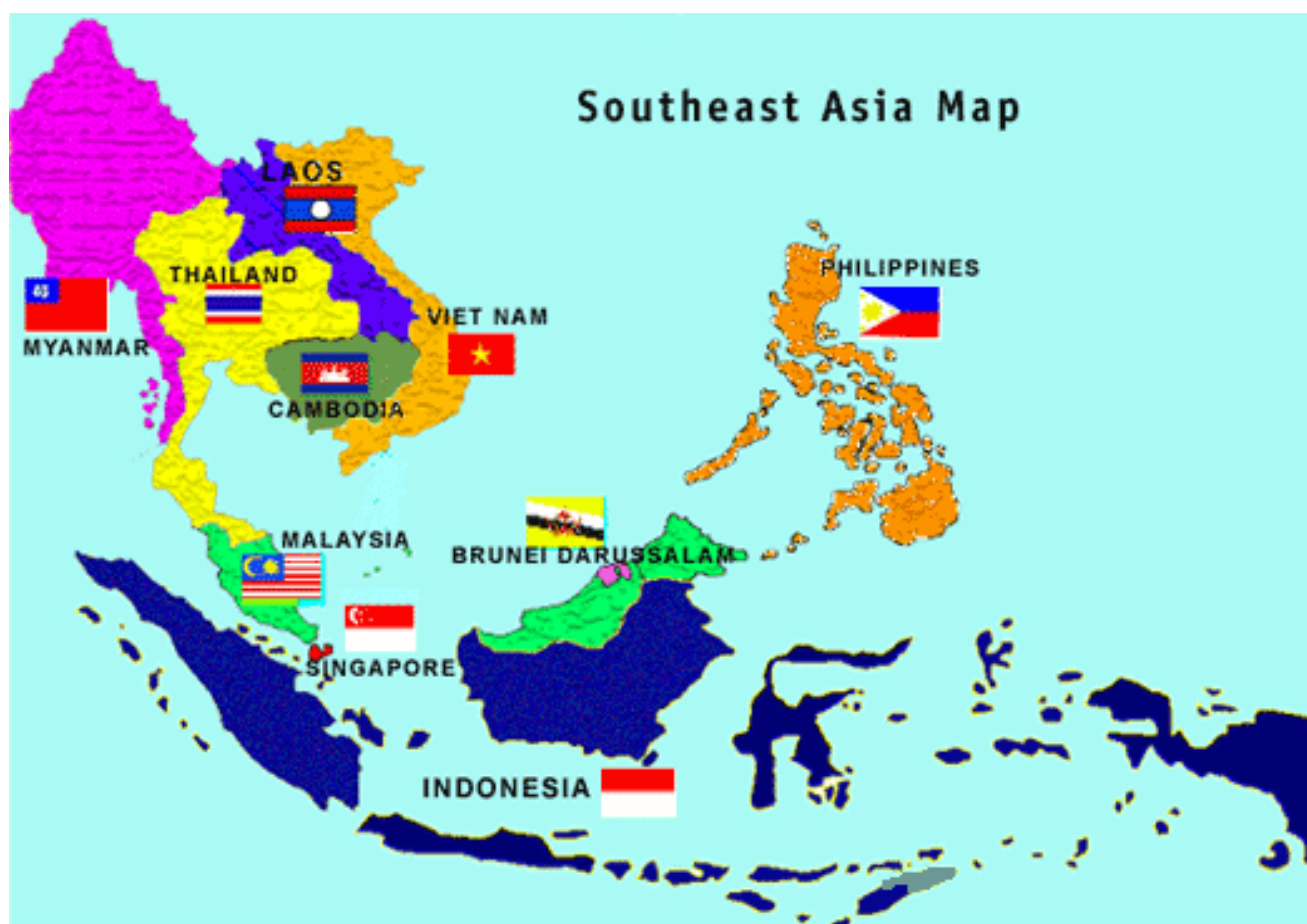 Southeast Asia Map
LAOS
THAILAND
PHILIPPINES
VIET NAM
MYANMAR
CAMBODIA
MALAYSIA
BRUNEI DARUSSALAM
SINGAPORE
INDONESIA